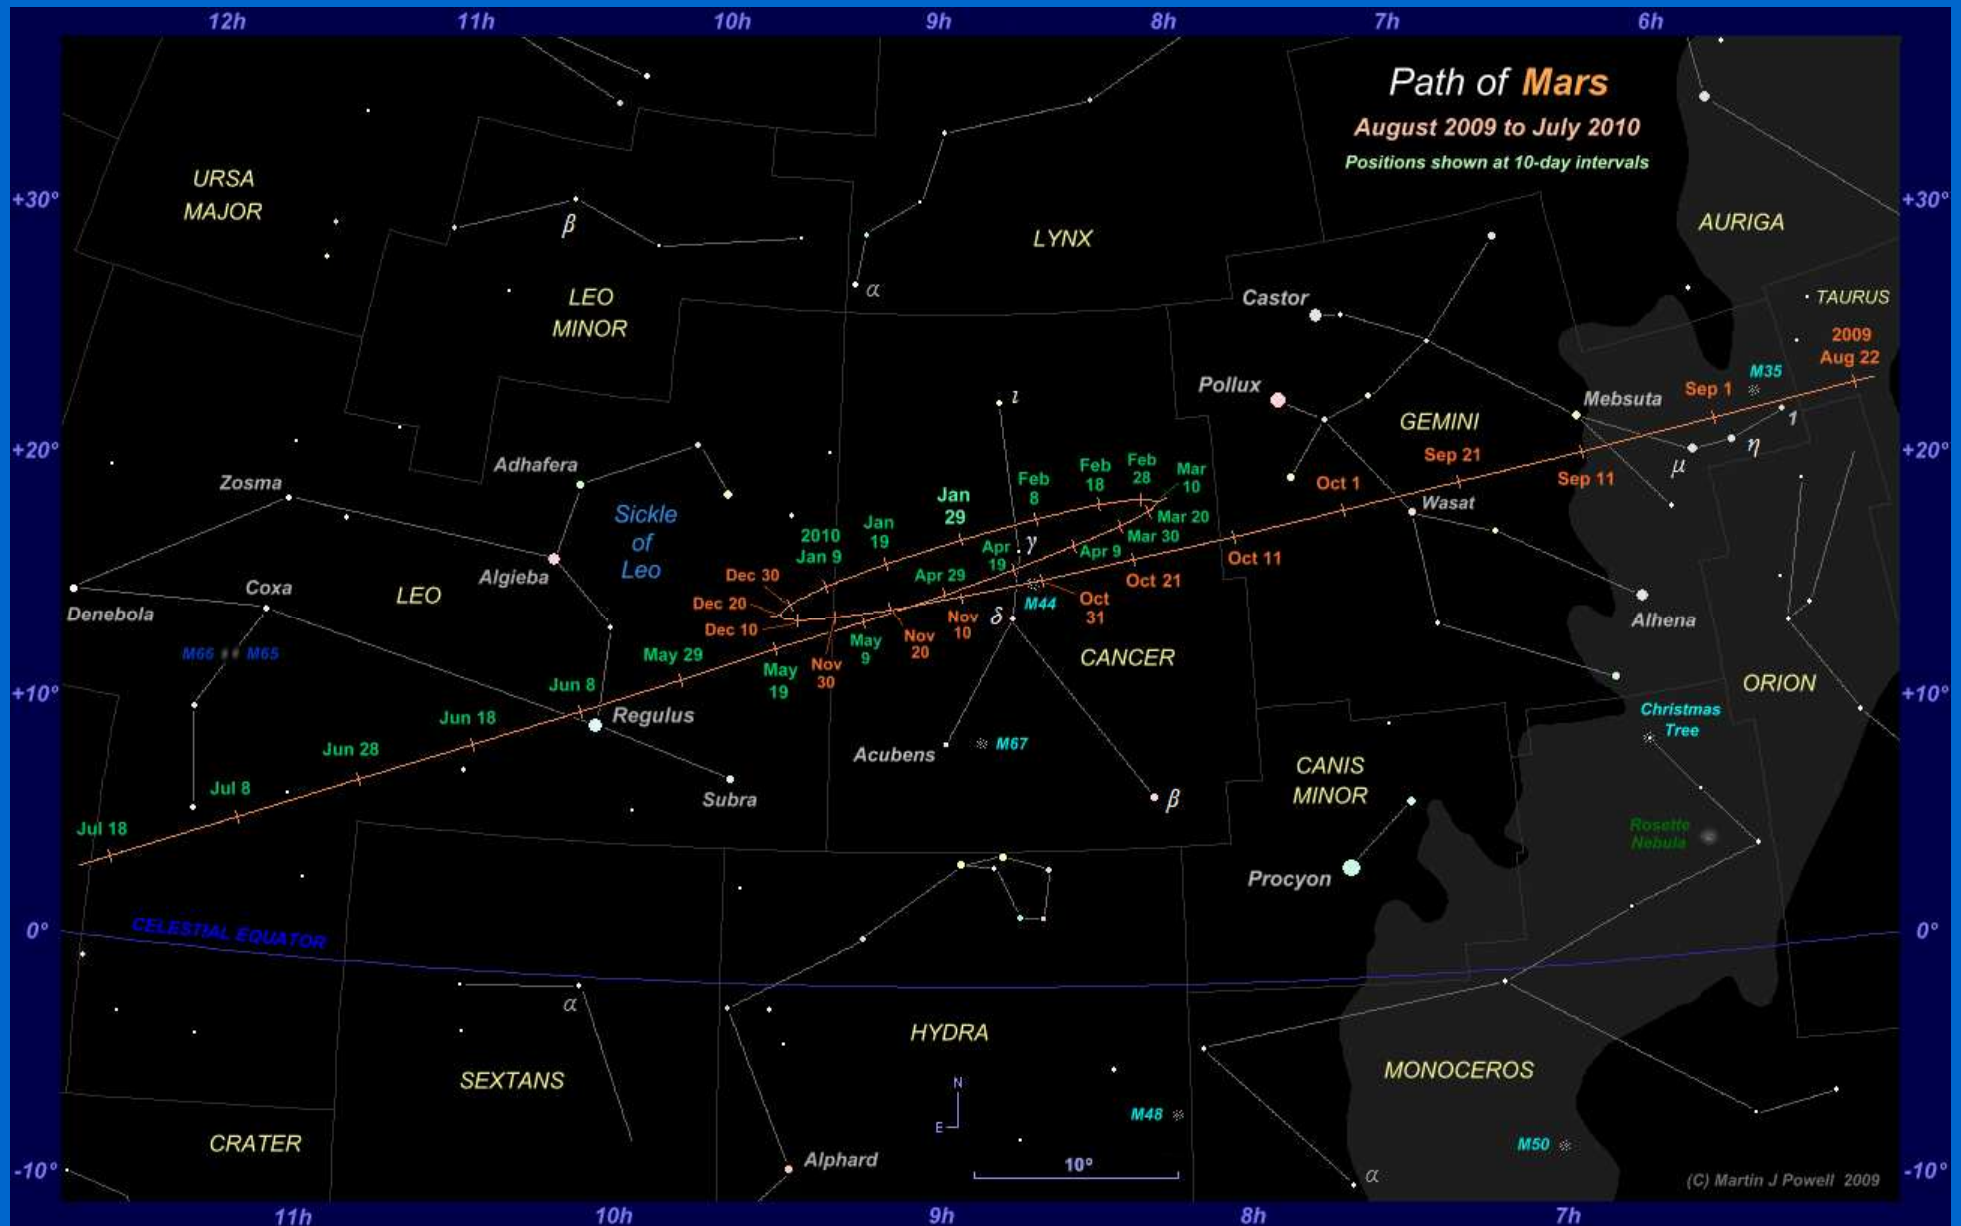 12h 11h 10h 9h 8h 7h 6h
Path of Mars
August 2009 to July 2010
Positions shown at 10-day intervals
+30°
+30°
URSA
MAJOR
β
LYNX
AURIGA
α
LEO
MINOR
Castor
TAURUS
2009
Aug 22
M35
Sep 1
Pollux
Mebsuta
ι
1
GEMINI
η
μ
+20°
+20°
Sep 21
Sep 11
Adhafera
Zosma
Oct 1
Wasat
Feb
8
Feb
18
Feb
28
Mar
10
Jan
29
Mar 20
Sickle
of
Leo
Jan
19
2010
Jan 9
Mar 30
γ
Apr
19
Apr 9
Oct 11
Algieba
Dec 30
Apr 29
Oct 21
Coxa
LEO
Dec 20
M44
Oct
31
Denebola
Dec 10
δ
Nov
10
Alhena
Nov
20
May
9
M66 M65
May 29
Nov
30
May
19
CANCER
Jun 8
ORION
+10°
+10°
Jun 18
Regulus
Christmas
Tree
Jun 28
Acubens
M67
CANIS
MINOR
Jul 8
Subra
β
Jul 18
Rosette
Nebula
Procyon
CELESTIAL EQUATOR
0°
0°
α
HYDRA
SEXTANS
MONOCEROS
N
E
M48
CRATER
M50
Alphard
10°
α
-10°
-10°
(C) Martin J Powell 2009
11h 10h 9h 8h 7h